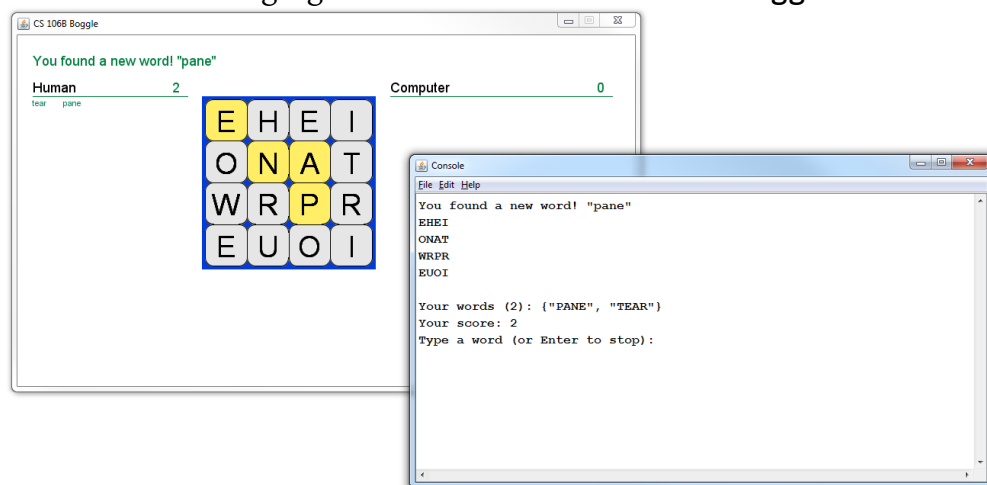 ging
gg
CS 106B Boggle
You found a new word! "pane"
Human 2
tear pane
Computer 0
E H E I
O N A T
W R P R
E U O I
Console
File Edit Help
You found a new word! "pane"
EHEI
ONAT
WRPR
EUOI
Your words (2): {"PANE", "TEAR"}
Your score: 2
Type a word (or Enter to stop):